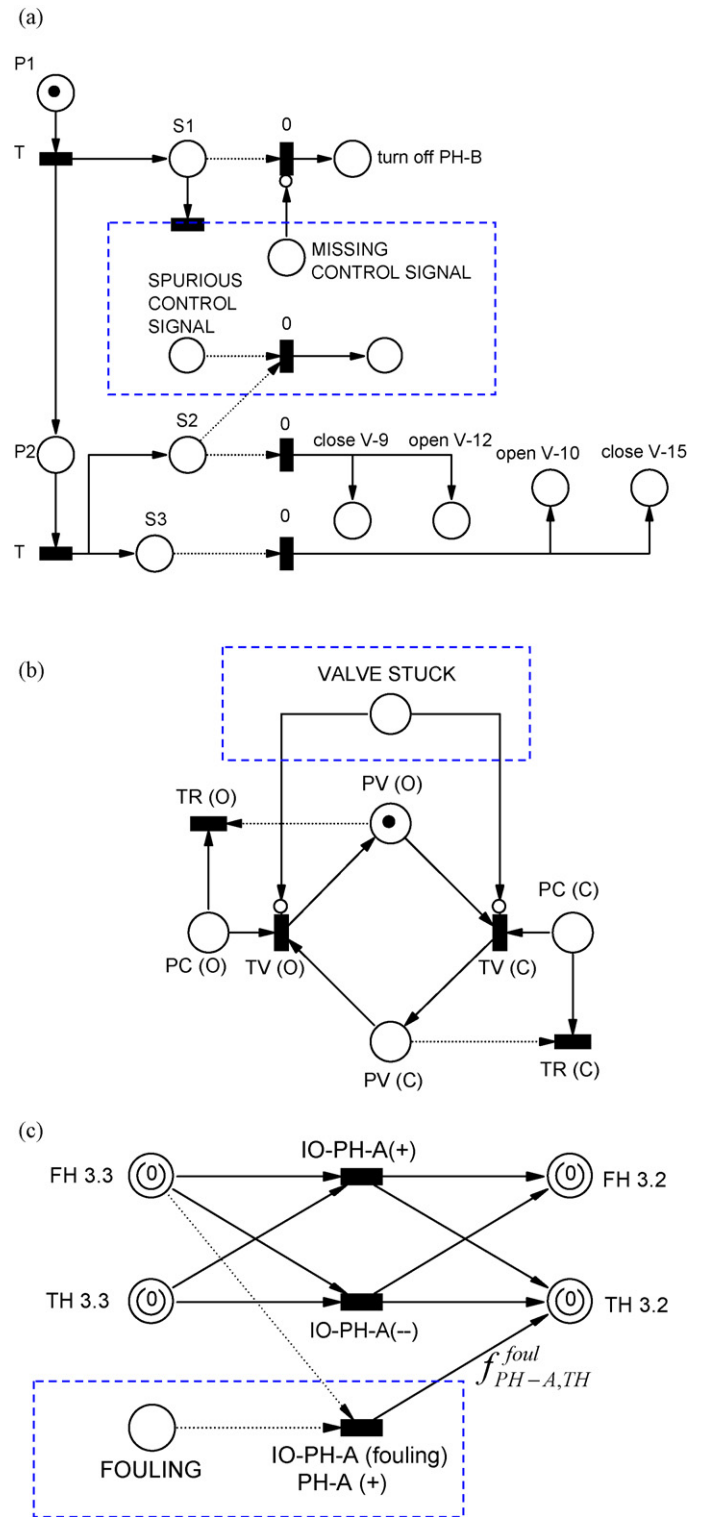 (a)
P1
T
S1
0
turn off PH-B
MISSING
CONTROL SIGNAL
SPURIOUS
CONTROL
SIGNAL
0
P2
S2
0
close V-9
open V-12
open V-10
close V-15
T
S3
0
(b)
VALVE STUCK
PV (O)
TR (O)
PC (C)
PC (O)
TV (O)
TV (C)
PV (C)
TR (C)
(c)
IO-PH-A(+)
FH 3.3
0
0
FH 3.2
TH 3.3
0
0
TH 3.2
IO-PH-A(--)
f foul PH-A,TH
FOULING
IO-PH-A (fouling)
PH-A (+)